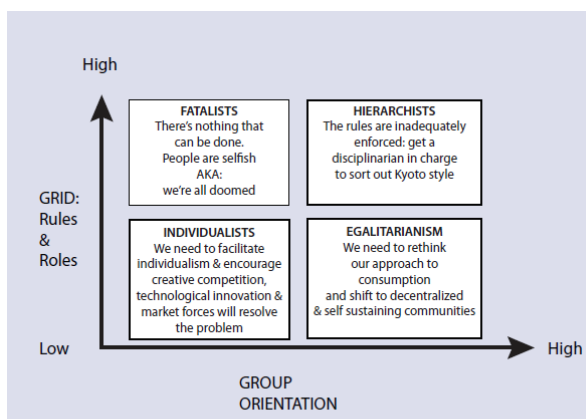 High
FATALISTS
There's nothing that
can be done.
People are selfish
AKA:
we're all doomed
HIERARCHISTS
The rules are inadequately
enforced: get a
disciplinarian in charge
to sort out Kyoto style
GRID:
Rules
&
Roles
INDIVIDUALISTS
We need to facilitate
individualism & encourage
creative competition,
technological innovation &
market forces will resolve
the problem
EGALITARIANISM
We need to rethink
our approach to
consumption
and shift to decentralized
& self sustaining communities
Low
High
GROUP
ORIENTATION